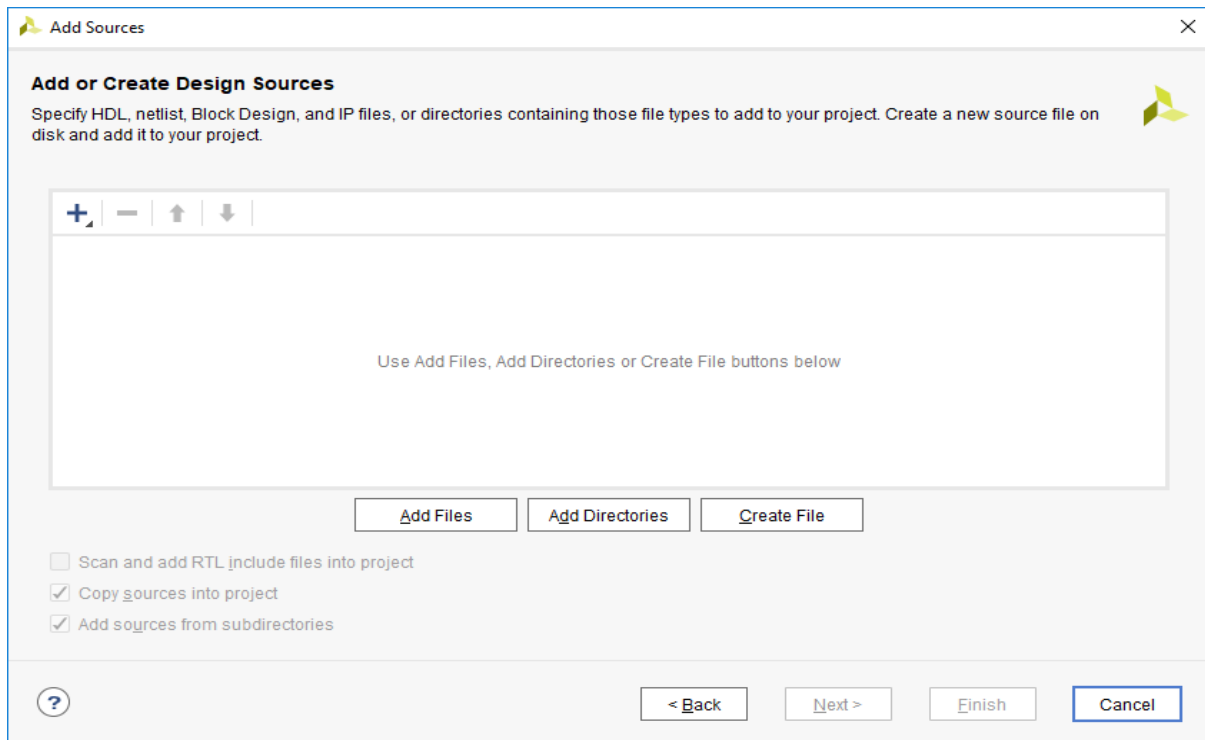 Add Sources
Add or Create Design Sources
Specify HDL, netlist, Block Design, and IP files, or directories containing those file types to add to your project. Create a new source file on
disk and add it to your project.
Use Add Files, Add Directories or Create File buttons below
Add Files Add Directories Create File
Scan and add RTL include files into project
Copy sources into project
Add sources from subdirectories
? < Back Next > Finish Cancel